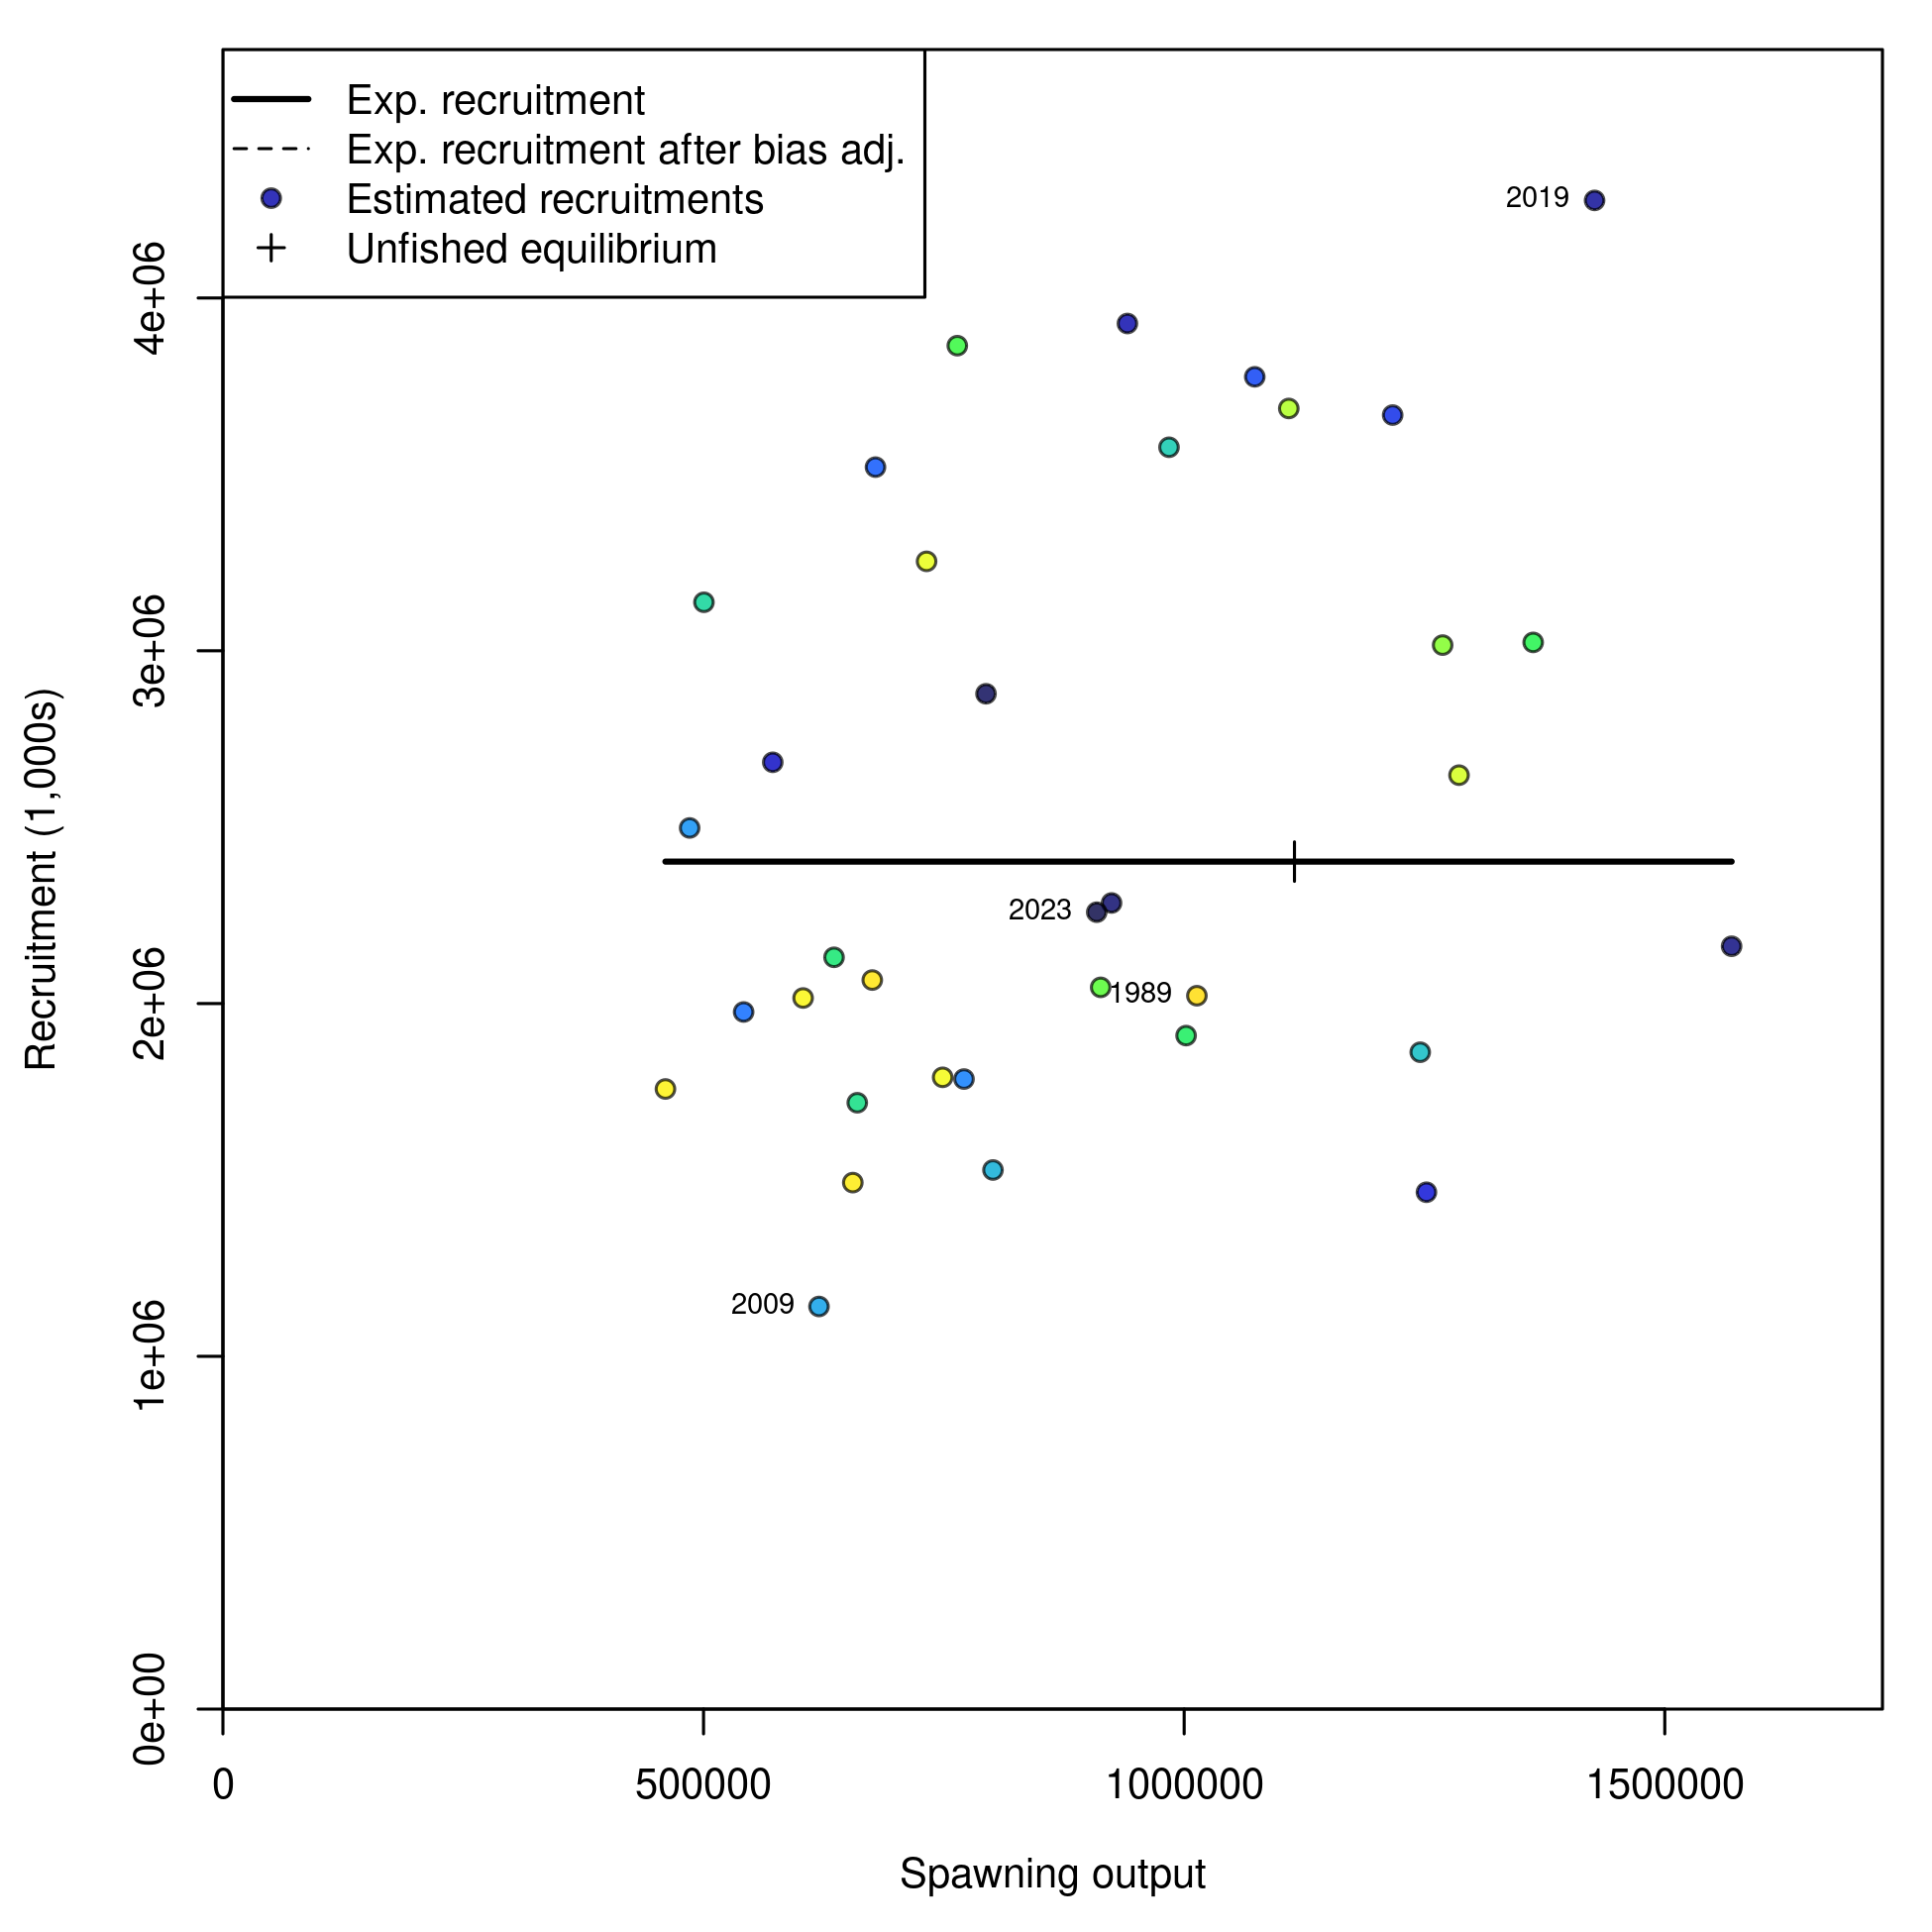 Exp. recruitment
Exp. recruitment after bias adj.
Estimated recruitments
Unfished equilibrium
2019
2023
1989
2009
4e+06
3e+06
2e+06
1e+06
0e+00
Recruitment (1,000s)
0 500000 1000000 1500000
Spawning output